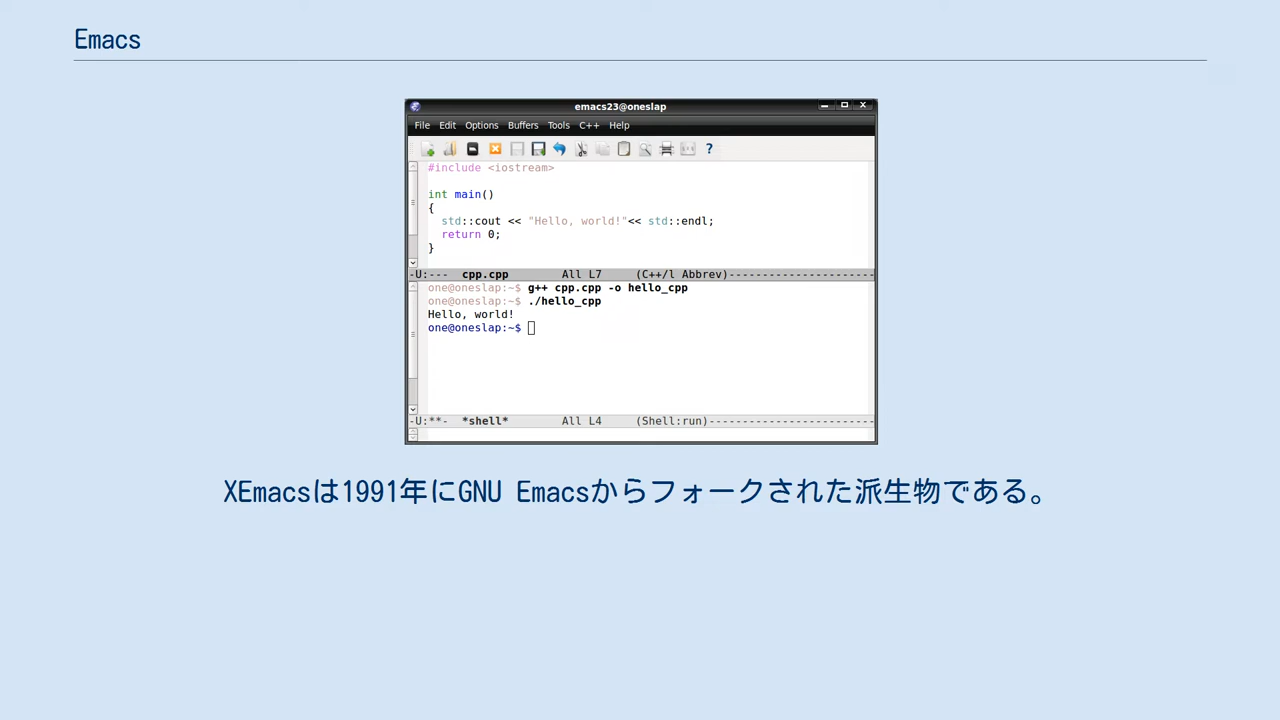 Emacs
emacs23@oneslap
File Edit Options Buffers Tools C++ Help
#include <iostream>
int main()
{
std::cout << "Hello, world!"<< std::endl;
return 0;
}
-U:--- cpp.cpp All L7 (C++/l Abbrev)----------------------
one@oneslap:~$ g++ cpp.cpp -o hello_cpp
one@oneslap:~$ ./hello_cpp
Hello, world!
one@oneslap:~$
-U:**- *shell* All L4 (Shell:run)-------------------------
XEmacsは1991年にGNU Emacsからフォークされた派生物である。